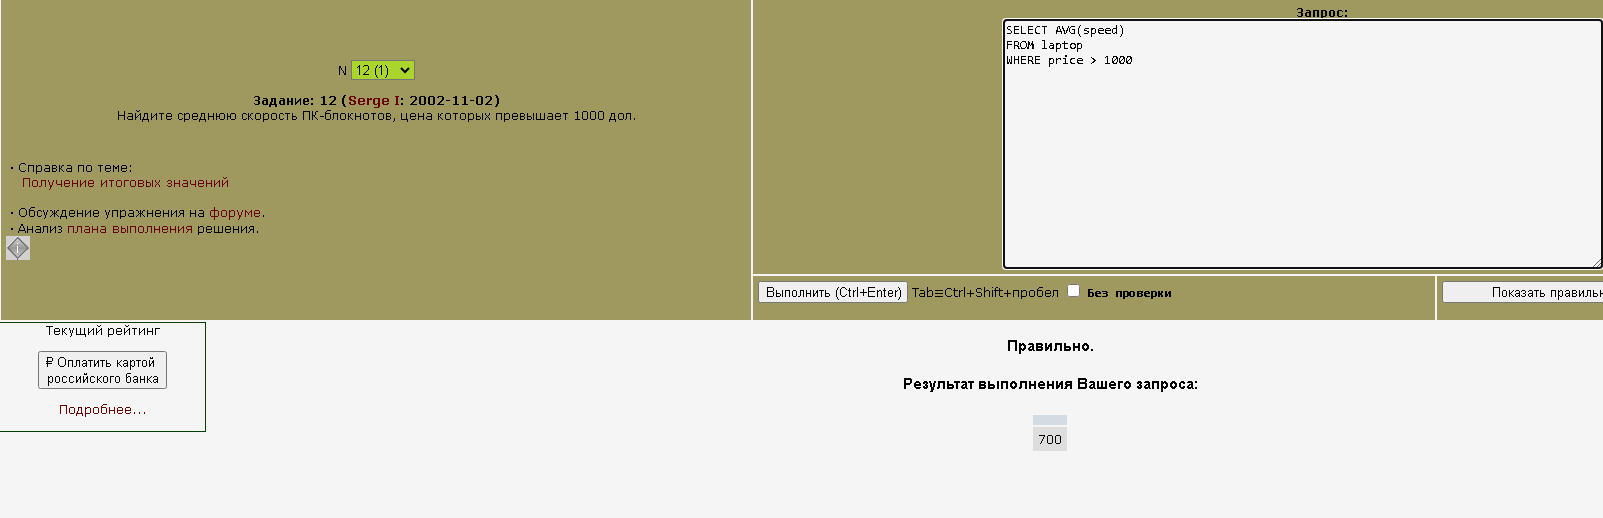 N 12 (1)
Задание: 12 (Serge I: 2002-11-02)
Найдите среднюю скорость ПК-блокнотов, цена которых превышает 1000 дол.
· Справка по теме:
Получение итоговых значений
· Обсуждение упражнения на форуме.
· Анализ плана выполнения решения.
Запрос:
SELECT AVG(speed)
FROM laptop
WHERE price > 1000
Выполнить (Ctrl+Enter) Tab≡Ctrl+Shift+пробел Без проверки
Показать правильн
Текущий рейтинг
₽ Оплатить картой
российского банка
Подробнее...
Правильно.
Результат выполнения Вашего запроса:
700